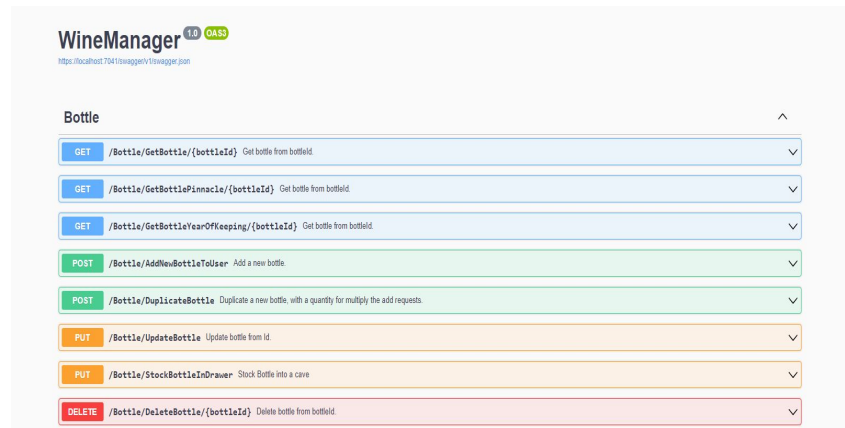 WineManager 1.0 OAS3
https://localhost:7041/swagger/v1/swagger.json
Bottle
GET /Bottle/GetBottle/{bottleId} Get bottle from bottleId.
GET /Bottle/GetBottlePinnacle/{bottleId} Get bottle from bottleId.
GET /Bottle/GetBottleYearOfKeeping/{bottleId} Get bottle from bottleId.
POST /Bottle/AddNewBottleToUser Add a new bottle.
POST /Bottle/DuplicateBottle Duplicate a new bottle, with a quantity for multiply the add requests.
PUT /Bottle/UpdateBottle Update bottle from Id.
PUT /Bottle/StockBottleInDrawer Stock Bottle into a cave
DELETE /Bottle/DeleteBottle/{bottleId} Delete bottle from bottleId.